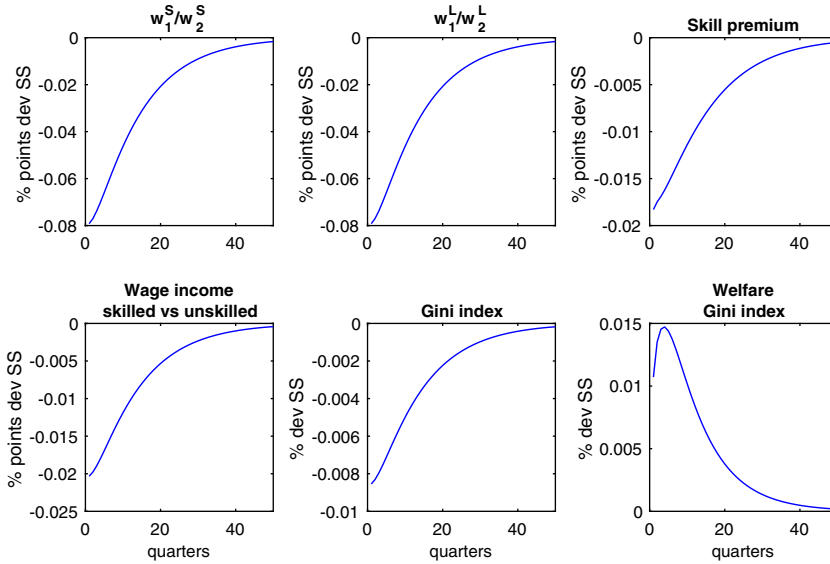 w₁ˢ/w₂ˢ
% points dev SS
0
-0.02
-0.04
-0.06
-0.08
0
20
40
w₁ᴸ/w₂ᴸ
% points dev SS
0
-0.02
-0.04
-0.06
-0.08
0
20
40
Skill premium
% points dev SS
0
-0.005
-0.01
-0.015
-0.02
0
20
40
Wage income
skilled vs unskilled
% points dev SS
0
-0.005
-0.01
-0.015
-0.02
-0.025
0
20
40
quarters
Gini index
% dev SS
0
-0.002
-0.004
-0.006
-0.008
-0.01
0
20
40
quarters
Welfare
Gini index
% dev SS
0.015
0.01
0.005
0
0
20
40
quarters